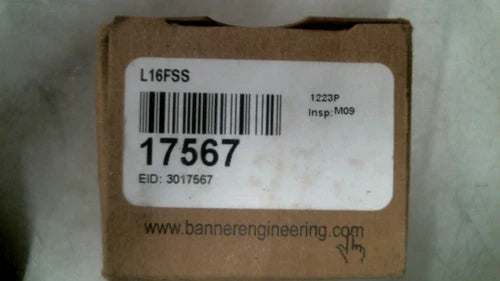 L16FSS
1223P
Insp: M09
17567
EID: 3017567
www.bannerengineering.com